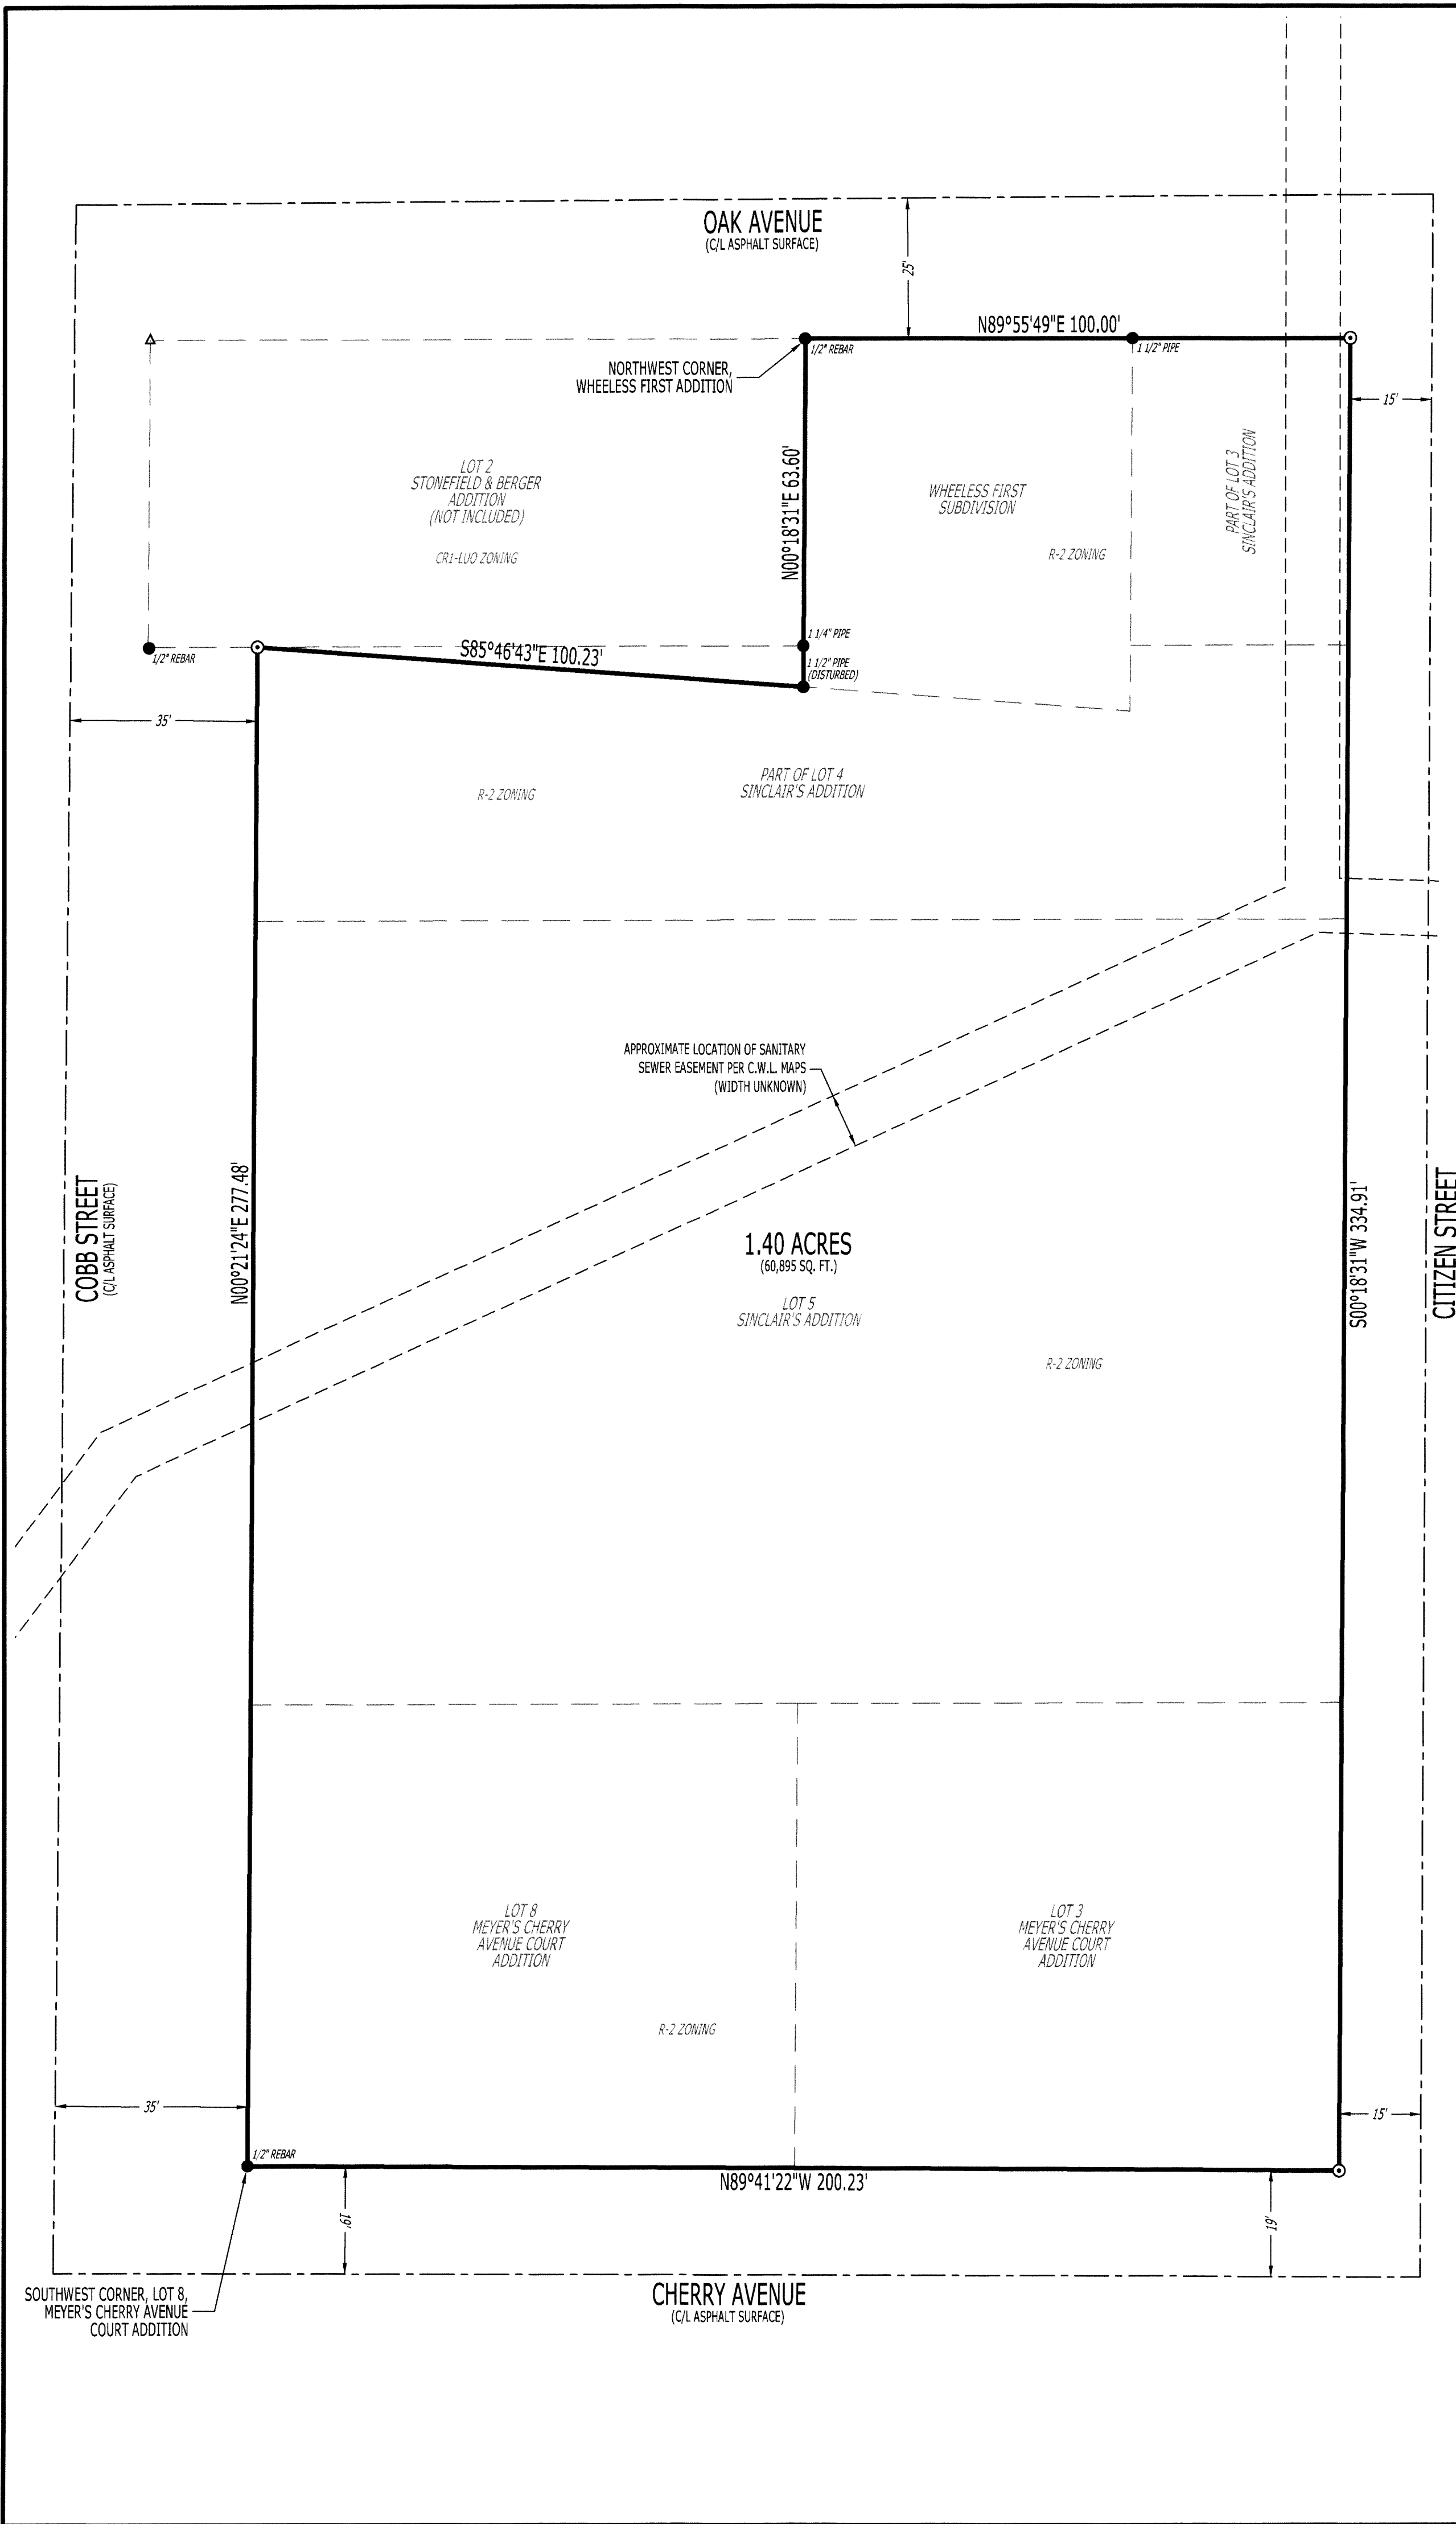 OAK AVENUE
(C/L ASPHALT SURFACE)
25'
N89°55'49"E 100.00'
1/2" REBAR
1 1/2" PIPE
NORTHWEST CORNER,
WHEELESS FIRST ADDITION
15'
LOT 2
STONEFIELD & BERGER
ADDITION
(NOT INCLUDED)
CR1-LUO ZONING
N00°18'31"E 63.60'
WHEELESS FIRST
SUBDIVISION
R-2 ZONING
PART OF LOT 3
SINCLAIR'S ADDITION
1/2" REBAR
S85°46'43"E 100.23'
1 1/4" PIPE
1 1/2" PIPE
(DISTURBED)
35'
PART OF LOT 4
SINCLAIR'S ADDITION
R-2 ZONING
APPROXIMATE LOCATION OF SANITARY
SEWER EASEMENT PER C.W.L. MAPS
(WIDTH UNKNOWN)
COBB STREET
(C/L ASPHALT SURFACE)
N00°21'24"E 277.48'
1.40 ACRES
(60,895 SQ. FT.)
LOT 5
SINCLAIR'S ADDITION
R-2 ZONING
S00°18'31"W 334.91'
CITIZEN STREET
LOT 8
MEYER'S CHERRY
AVENUE COURT
ADDITION
LOT 3
MEYER'S CHERRY
AVENUE COURT
ADDITION
R-2 ZONING
35'
15'
1/2" REBAR
N89°41'22"W 200.23'
19'
19'
SOUTHWEST CORNER, LOT 8,
MEYER'S CHERRY AVENUE
COURT ADDITION
CHERRY AVENUE
(C/L ASPHALT SURFACE)